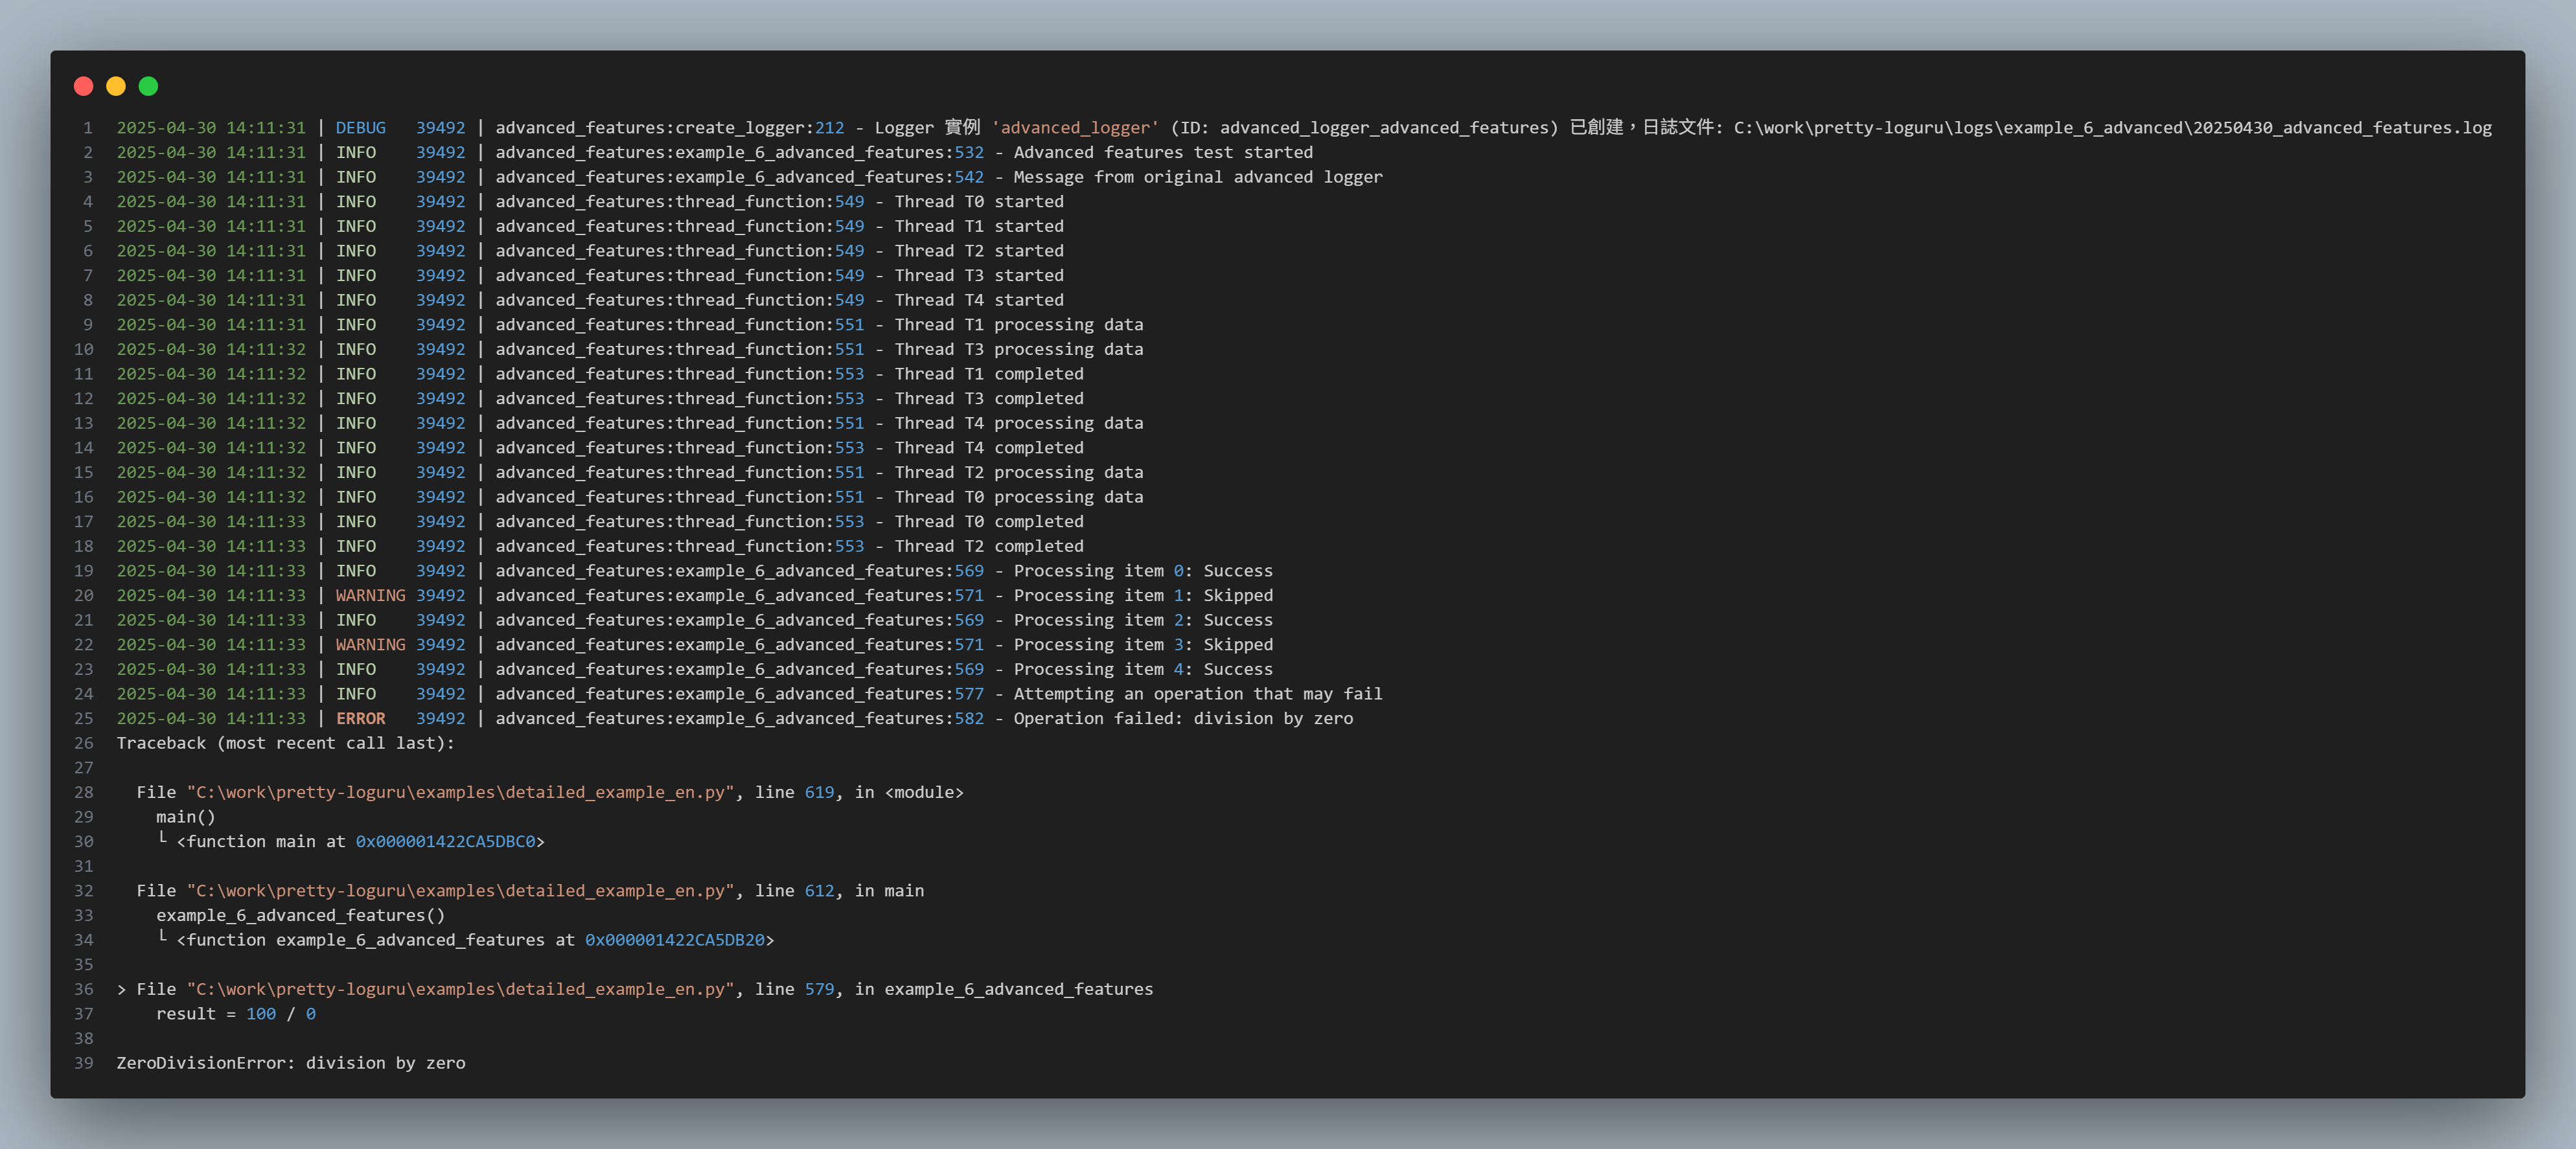 1 2025-04-30 14:11:31 | DEBUG   39492 | advanced_features:create_logger:212 - Logger 實例 'advanced_logger' (ID: advanced_logger_advanced_features) 已創建，日誌文件: C:\work\pretty-loguru\logs\example_6_advanced\20250430_advanced_features.log
2 2025-04-30 14:11:31 | INFO    39492 | advanced_features:example_6_advanced_features:532 - Advanced features test started
3 2025-04-30 14:11:31 | INFO    39492 | advanced_features:example_6_advanced_features:542 - Message from original advanced logger
4 2025-04-30 14:11:31 | INFO    39492 | advanced_features:thread_function:549 - Thread T0 started
5 2025-04-30 14:11:31 | INFO    39492 | advanced_features:thread_function:549 - Thread T1 started
6 2025-04-30 14:11:31 | INFO    39492 | advanced_features:thread_function:549 - Thread T2 started
7 2025-04-30 14:11:31 | INFO    39492 | advanced_features:thread_function:549 - Thread T3 started
8 2025-04-30 14:11:31 | INFO    39492 | advanced_features:thread_function:549 - Thread T4 started
9 2025-04-30 14:11:31 | INFO    39492 | advanced_features:thread_function:551 - Thread T1 processing data
10 2025-04-30 14:11:32 | INFO    39492 | advanced_features:thread_function:551 - Thread T3 processing data
11 2025-04-30 14:11:32 | INFO    39492 | advanced_features:thread_function:553 - Thread T1 completed
12 2025-04-30 14:11:32 | INFO    39492 | advanced_features:thread_function:553 - Thread T3 completed
13 2025-04-30 14:11:32 | INFO    39492 | advanced_features:thread_function:551 - Thread T4 processing data
14 2025-04-30 14:11:32 | INFO    39492 | advanced_features:thread_function:553 - Thread T4 completed
15 2025-04-30 14:11:32 | INFO    39492 | advanced_features:thread_function:551 - Thread T2 processing data
16 2025-04-30 14:11:32 | INFO    39492 | advanced_features:thread_function:551 - Thread T0 processing data
17 2025-04-30 14:11:33 | INFO    39492 | advanced_features:thread_function:553 - Thread T0 completed
18 2025-04-30 14:11:33 | INFO    39492 | advanced_features:thread_function:553 - Thread T2 completed
19 2025-04-30 14:11:33 | INFO    39492 | advanced_features:example_6_advanced_features:569 - Processing item 0: Success
20 2025-04-30 14:11:33 | WARNING 39492 | advanced_features:example_6_advanced_features:571 - Processing item 1: Skipped
21 2025-04-30 14:11:33 | INFO    39492 | advanced_features:example_6_advanced_features:569 - Processing item 2: Success
22 2025-04-30 14:11:33 | WARNING 39492 | advanced_features:example_6_advanced_features:571 - Processing item 3: Skipped
23 2025-04-30 14:11:33 | INFO    39492 | advanced_features:example_6_advanced_features:569 - Processing item 4: Success
24 2025-04-30 14:11:33 | INFO    39492 | advanced_features:example_6_advanced_features:577 - Attempting an operation that may fail
25 2025-04-30 14:11:33 | ERROR   39492 | advanced_features:example_6_advanced_features:582 - Operation failed: division by zero
26 Traceback (most recent call last):
27
28   File "C:\work\pretty-loguru\examples\detailed_example_en.py", line 619, in <module>
29     main()
30     └ <function main at 0x000001422CA5DBC0>
31
32   File "C:\work\pretty-loguru\examples\detailed_example_en.py", line 612, in main
33     example_6_advanced_features()
34     └ <function example_6_advanced_features at 0x000001422CA5DB20>
35
36 > File "C:\work\pretty-loguru\examples\detailed_example_en.py", line 579, in example_6_advanced_features
37     result = 100 / 0
38
39 ZeroDivisionError: division by zero